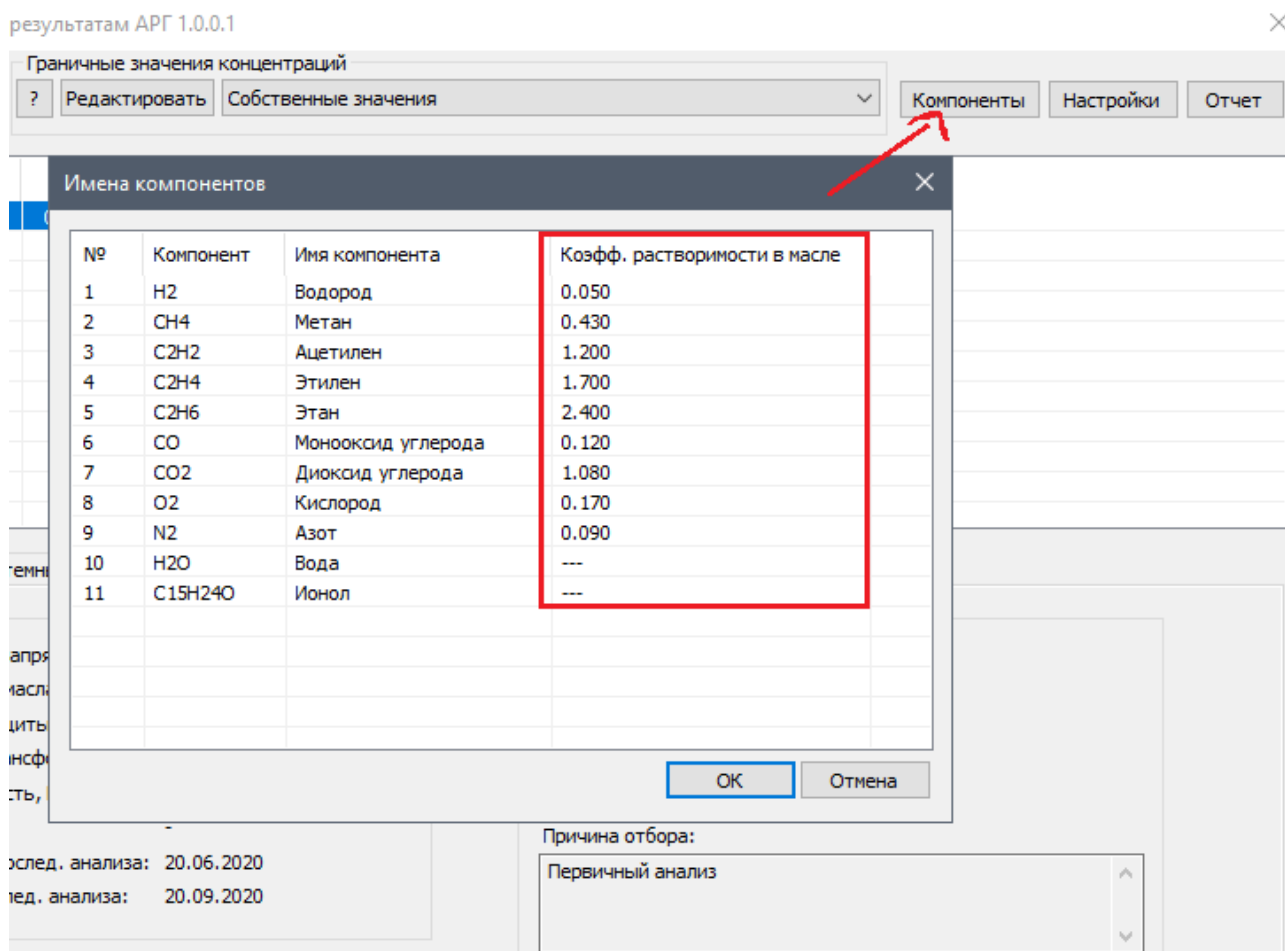 результатам АРГ 1.0.0.1
Граничные значения концентраций
? Редактировать Собственные значения Компоненты Настройки Отчет
Имена компонентов
№ Компонент Имя компонента Коэфф. растворимости в масле
1 H2 Водород 0.050
2 CH4 Метан 0.430
3 C2H2 Ацетилен 1.200
4 C2H4 Этилен 1.700
5 C2H6 Этан 2.400
6 CO Монооксид углерода 0.120
7 CO2 Диоксид углерода 1.080
8 O2 Кислород 0.170
9 N2 Азот 0.090
10 H2O Вода ---
11 C15H24O Ионол ---
OK Отмена
-
Причина отбора:
послед. анализа: 20.06.2020
Первичный анализ
лед. анализа: 20.09.2020